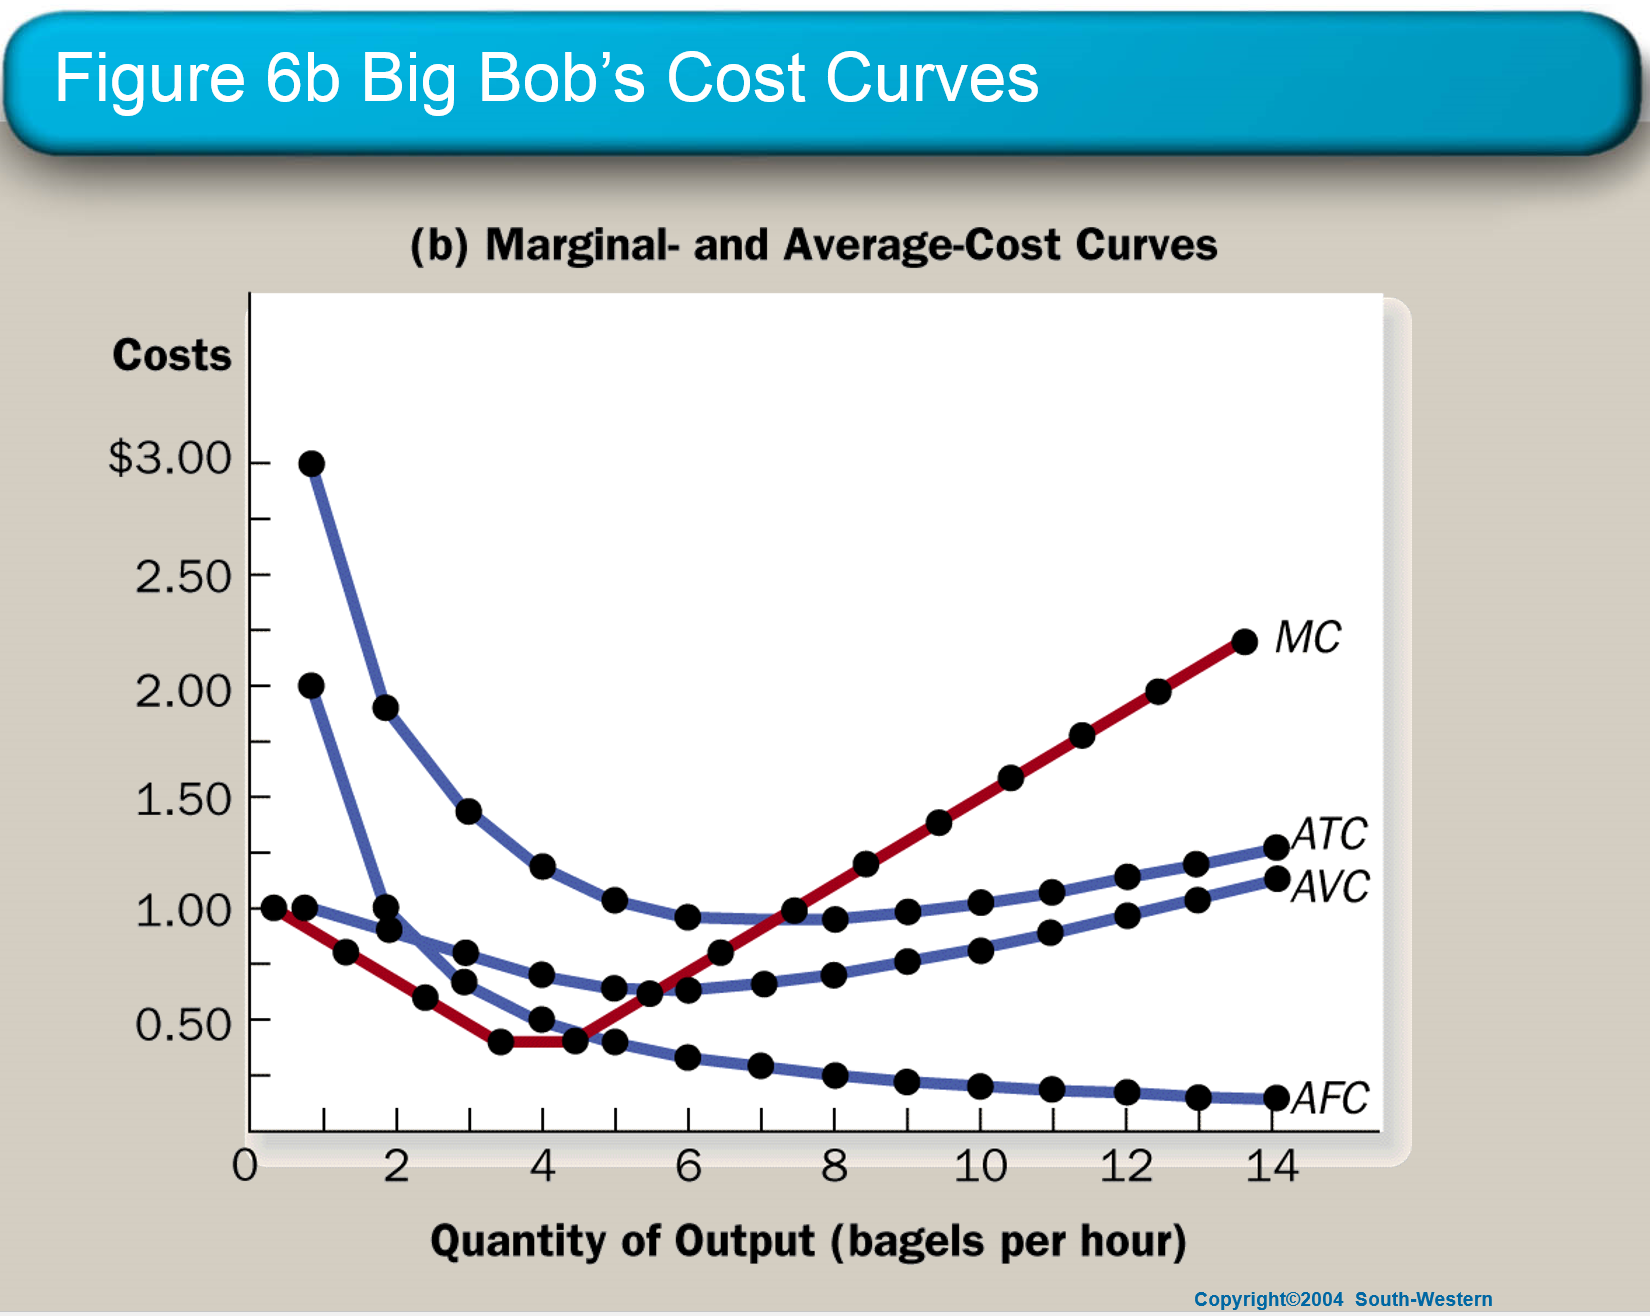 Figure 6b Big Bob’s Cost Curves
(b) Marginal- and Average-Cost Curves
Costs
$3.00
2.50
2.00
1.50
1.00
0.50
MC
ATC
AVC
AFC
0 2 4 6 8 10 12 14
Quantity of Output (bagels per hour)
Copyright©2004 South-Western